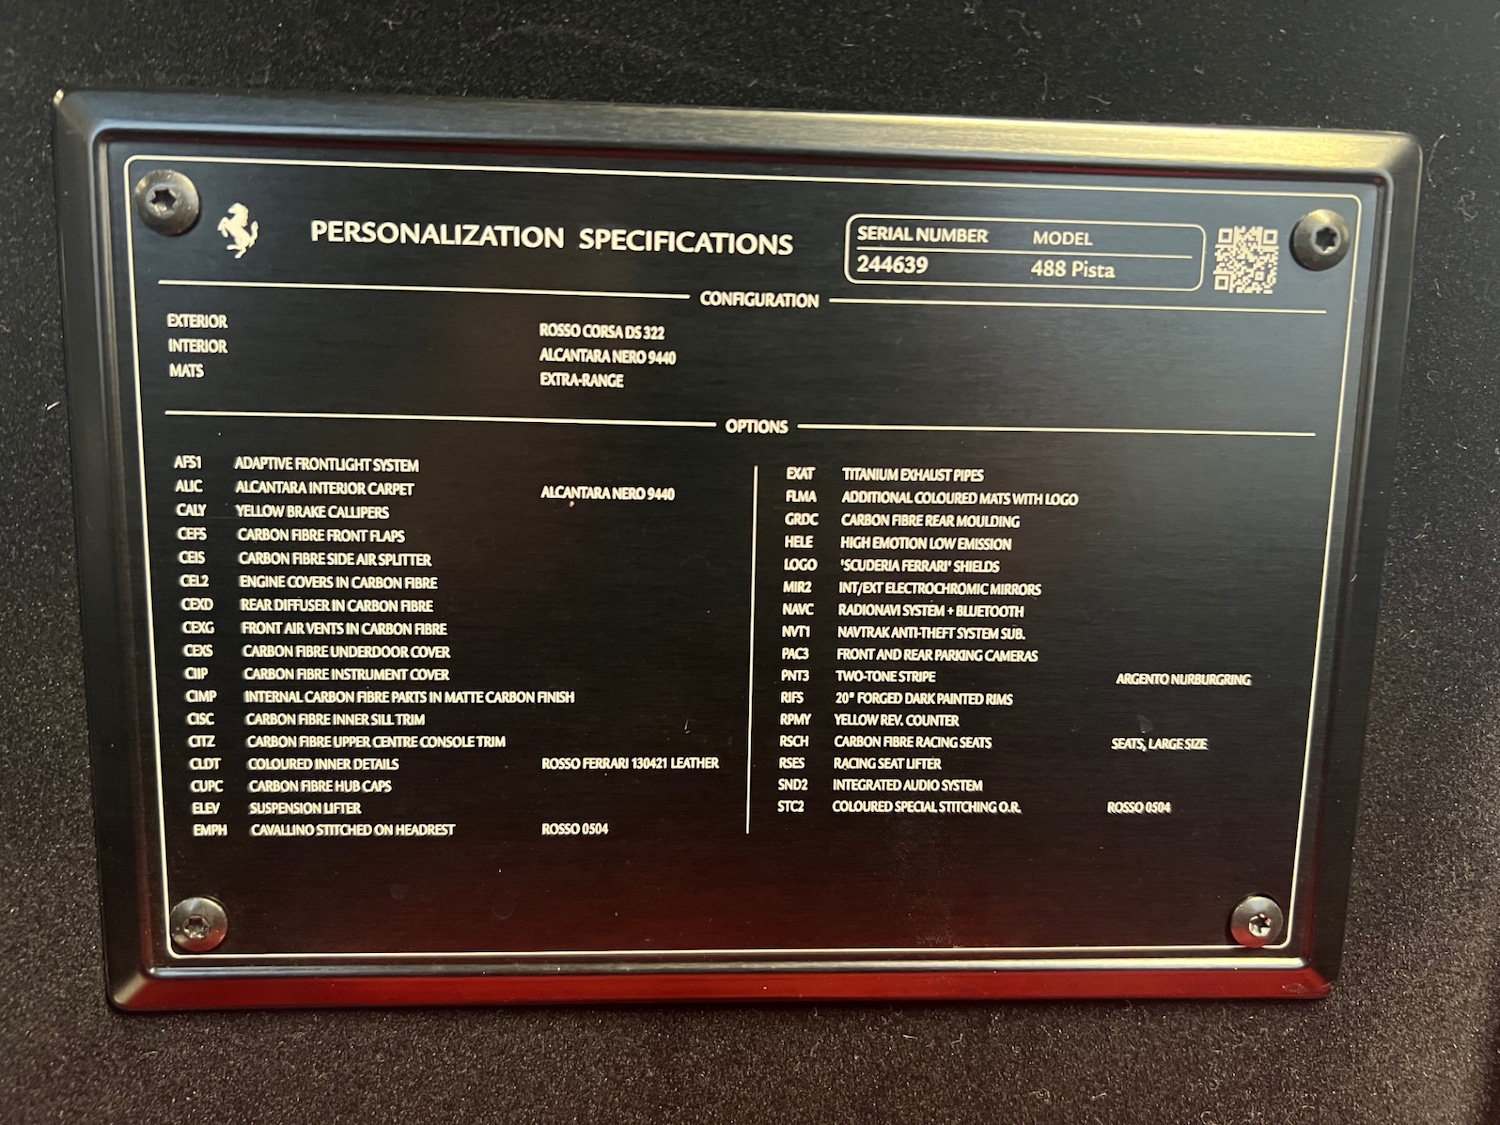 PERSONALIZATION SPECIFICATIONS
SERIAL NUMBER MODEL
244639 488 Pista
CONFIGURATION
EXTERIOR ROSSO CORSA DS 322
INTERIOR ALCANTARA NERO 9440
MATS EXTRA-RANGE
OPTIONS
AFS1 ADAPTIVE FRONTLIGHT SYSTEM
ALIC ALCANTARA INTERIOR CARPET ALCANTARA NERO 9440
CALY YELLOW BRAKE CALLIPERS
CEFS CARBON FIBRE FRONT FLAPS
CEIS CARBON FIBRE SIDE AIR SPLITTER
CEL2 ENGINE COVERS IN CARBON FIBRE
CEXD REAR DIFFUSER IN CARBON FIBRE
CEXG FRONT AIR VENTS IN CARBON FIBRE
CEXS CARBON FIBRE UNDERDOOR COVER
CIIP CARBON FIBRE INSTRUMENT COVER
CIMP INTERNAL CARBON FIBRE PARTS IN MATTE CARBON FINISH
CISC CARBON FIBRE INNER SILL TRIM
CITZ CARBON FIBRE UPPER CENTRE CONSOLE TRIM
CLDT COLOURED INNER DETAILS ROSSO FERRARI 130421 LEATHER
CUPC CARBON FIBRE HUB CAPS
ELEV SUSPENSION LIFTER
EMPH CAVALLINO STITCHED ON HEADREST ROSSO 0504
EXAT TITANIUM EXHAUST PIPES
FLMA ADDITIONAL COLOURED MATS WITH LOGO
GRDC CARBON FIBRE REAR MOULDING
HELE HIGH EMOTION LOW EMISSION
LOGO 'SCUDERIA FERRARI' SHIELDS
MIR2 INT/EXT ELECTROCHROMIC MIRRORS
NAVC RADIONAVI SYSTEM + BLUETOOTH
NVT1 NAVTRAK ANTI-THEFT SYSTEM SUB.
PAC3 FRONT AND REAR PARKING CAMERAS
PNT3 TWO-TONE STRIPE ARGENTO NURBURGRING
RIFS 20" FORGED DARK PAINTED RIMS
RPMY YELLOW REV. COUNTER
RSCH CARBON FIBRE RACING SEATS SEATS, LARGE SIZE
RSES RACING SEAT LIFTER
SND2 INTEGRATED AUDIO SYSTEM
STC2 COLOURED SPECIAL STITCHING O.R. ROSSO 0504